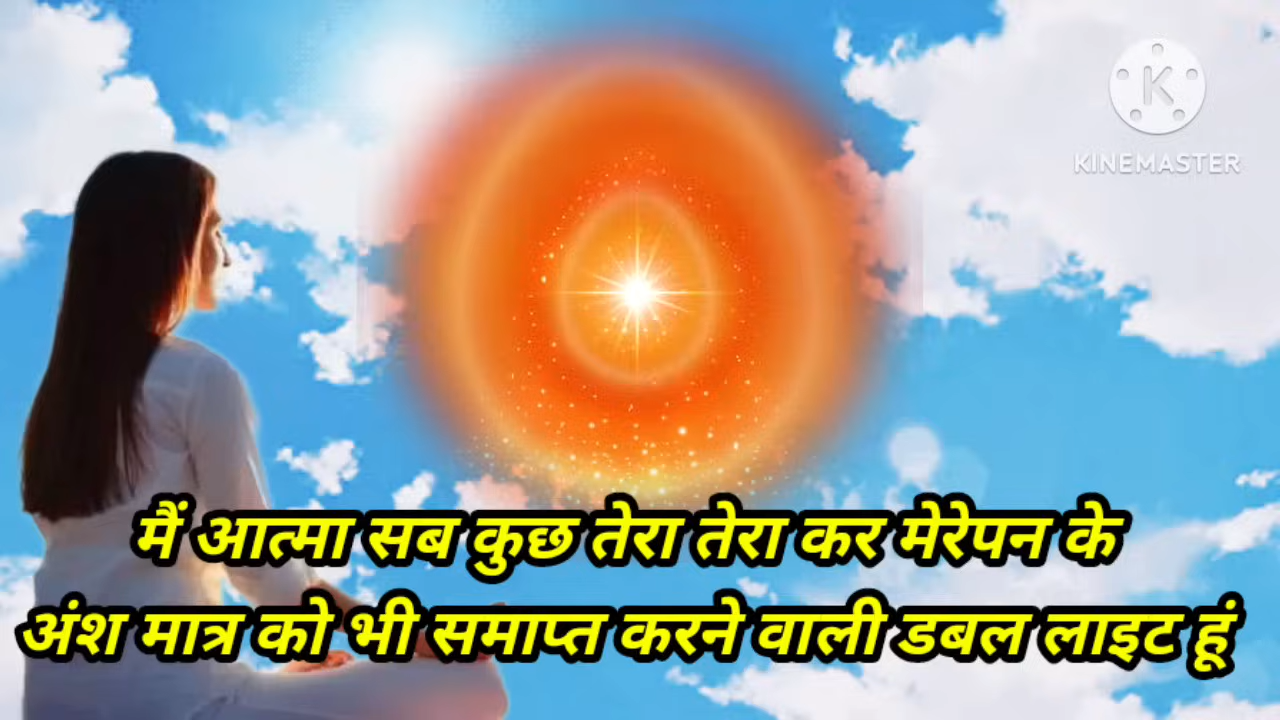 K
KINEMASTER
मैं आत्मा सब कुछ तेरा तेरा कर मेरेपन के
अंश मात्र को भी समाप्त करने वाली डबल लाइट हूं